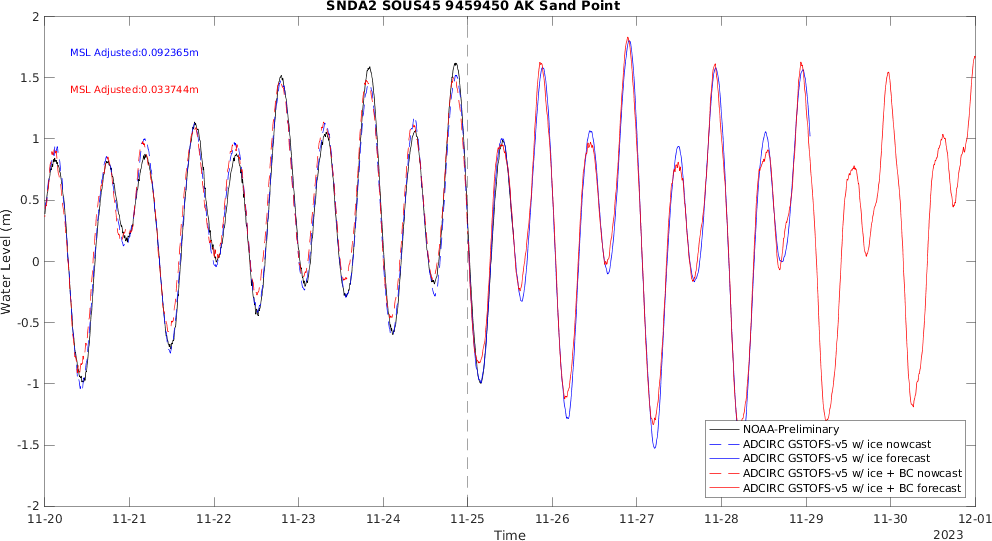 SNDA2 SOUS45 9459450 AK Sand Point
MSL Adjusted:0.092365m
MSL Adjusted:0.033744m
2
1.5
1
0.5
0
-0.5
-1
-1.5
-2
Water Level (m)
NOAA-Preliminary
ADCIRC GSTOFS-v5 w/ ice nowcast
ADCIRC GSTOFS-v5 w/ ice forecast
ADCIRC GSTOFS-v5 w/ ice + BC nowcast
ADCIRC GSTOFS-v5 w/ ice + BC forecast
11-20 11-21 11-22 11-23 11-24 11-25 11-26 11-27 11-28 11-29 11-30 12-01
Time
2023